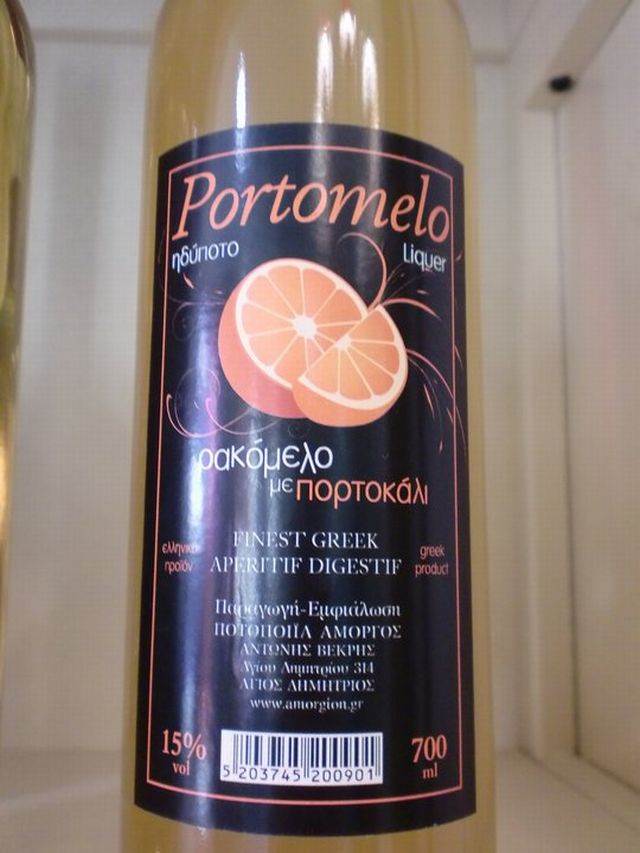 Portomelo
ηδύποτο Liquer
ρακόμελο
με πορτοκάλι
FINEST GREEK
APERITIF DIGESTIF
ελληνικό
προϊόν
greek
product
Παραγωγή-Εμφιάλωση
ΠΟΤΟΠΟΙΪΑ ΑΜΟΡΓΟΣ
ΑΝΤΩΝΗΣ ΒΕΚΡΗΣ
Αγίου Δημητρίου 314
ΑΓΙΟΣ ΔΗΜΗΤΡΙΟΣ
www.amorgion.gr
15%
vol
5 203745 200901
700
ml